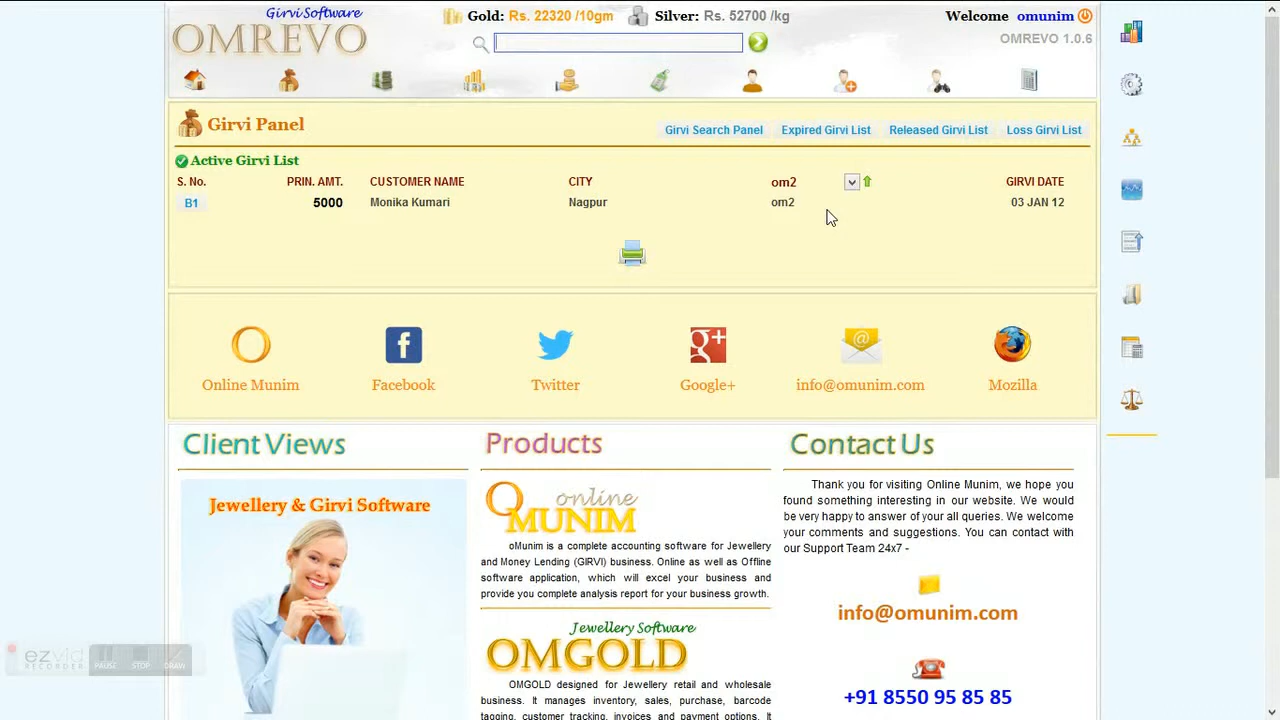 Girvi Software
OMREVO
Gold: Rs. 22320 /10gm Silver: Rs. 52700 /kg
Welcome omunim
OMREVO 1.0.6
Girvi Panel
Girvi Search Panel Expired Girvi List Released Girvi List Loss Girvi List
Active Girvi List
S. No. PRIN. AMT. CUSTOMER NAME CITY om2 GIRVI DATE
B1 5000 Monika Kumari Nagpur om2 03 JAN 12
Online Munim Facebook Twitter Google+ info@omunim.com Mozilla
Client Views
Jewellery & Girvi Software
Products
online
MUNIM
oMunim is a complete accounting software for Jewellery
and Money Lending (GIRVI) business. Online as well as Offline
software application, which will excel your business and
provide you complete analysis report for your business growth.
Jewellery Software
OMGOLD
OMGOLD designed for Jewellery retail and wholesale
business. It manages inventory, sales, purchase, barcode
tagging, customer tracking, invoices and payment options. It
Contact Us
Thank you for visiting Online Munim, we hope you
found something interesting in our website. We would
be very happy to answer of your all queries. We welcome
your comments and suggestions. You can contact with
our Support Team 24x7 -
info@omunim.com
+91 8550 95 85 85
ezvid
RECORDER
PAUSE STOP DRAW